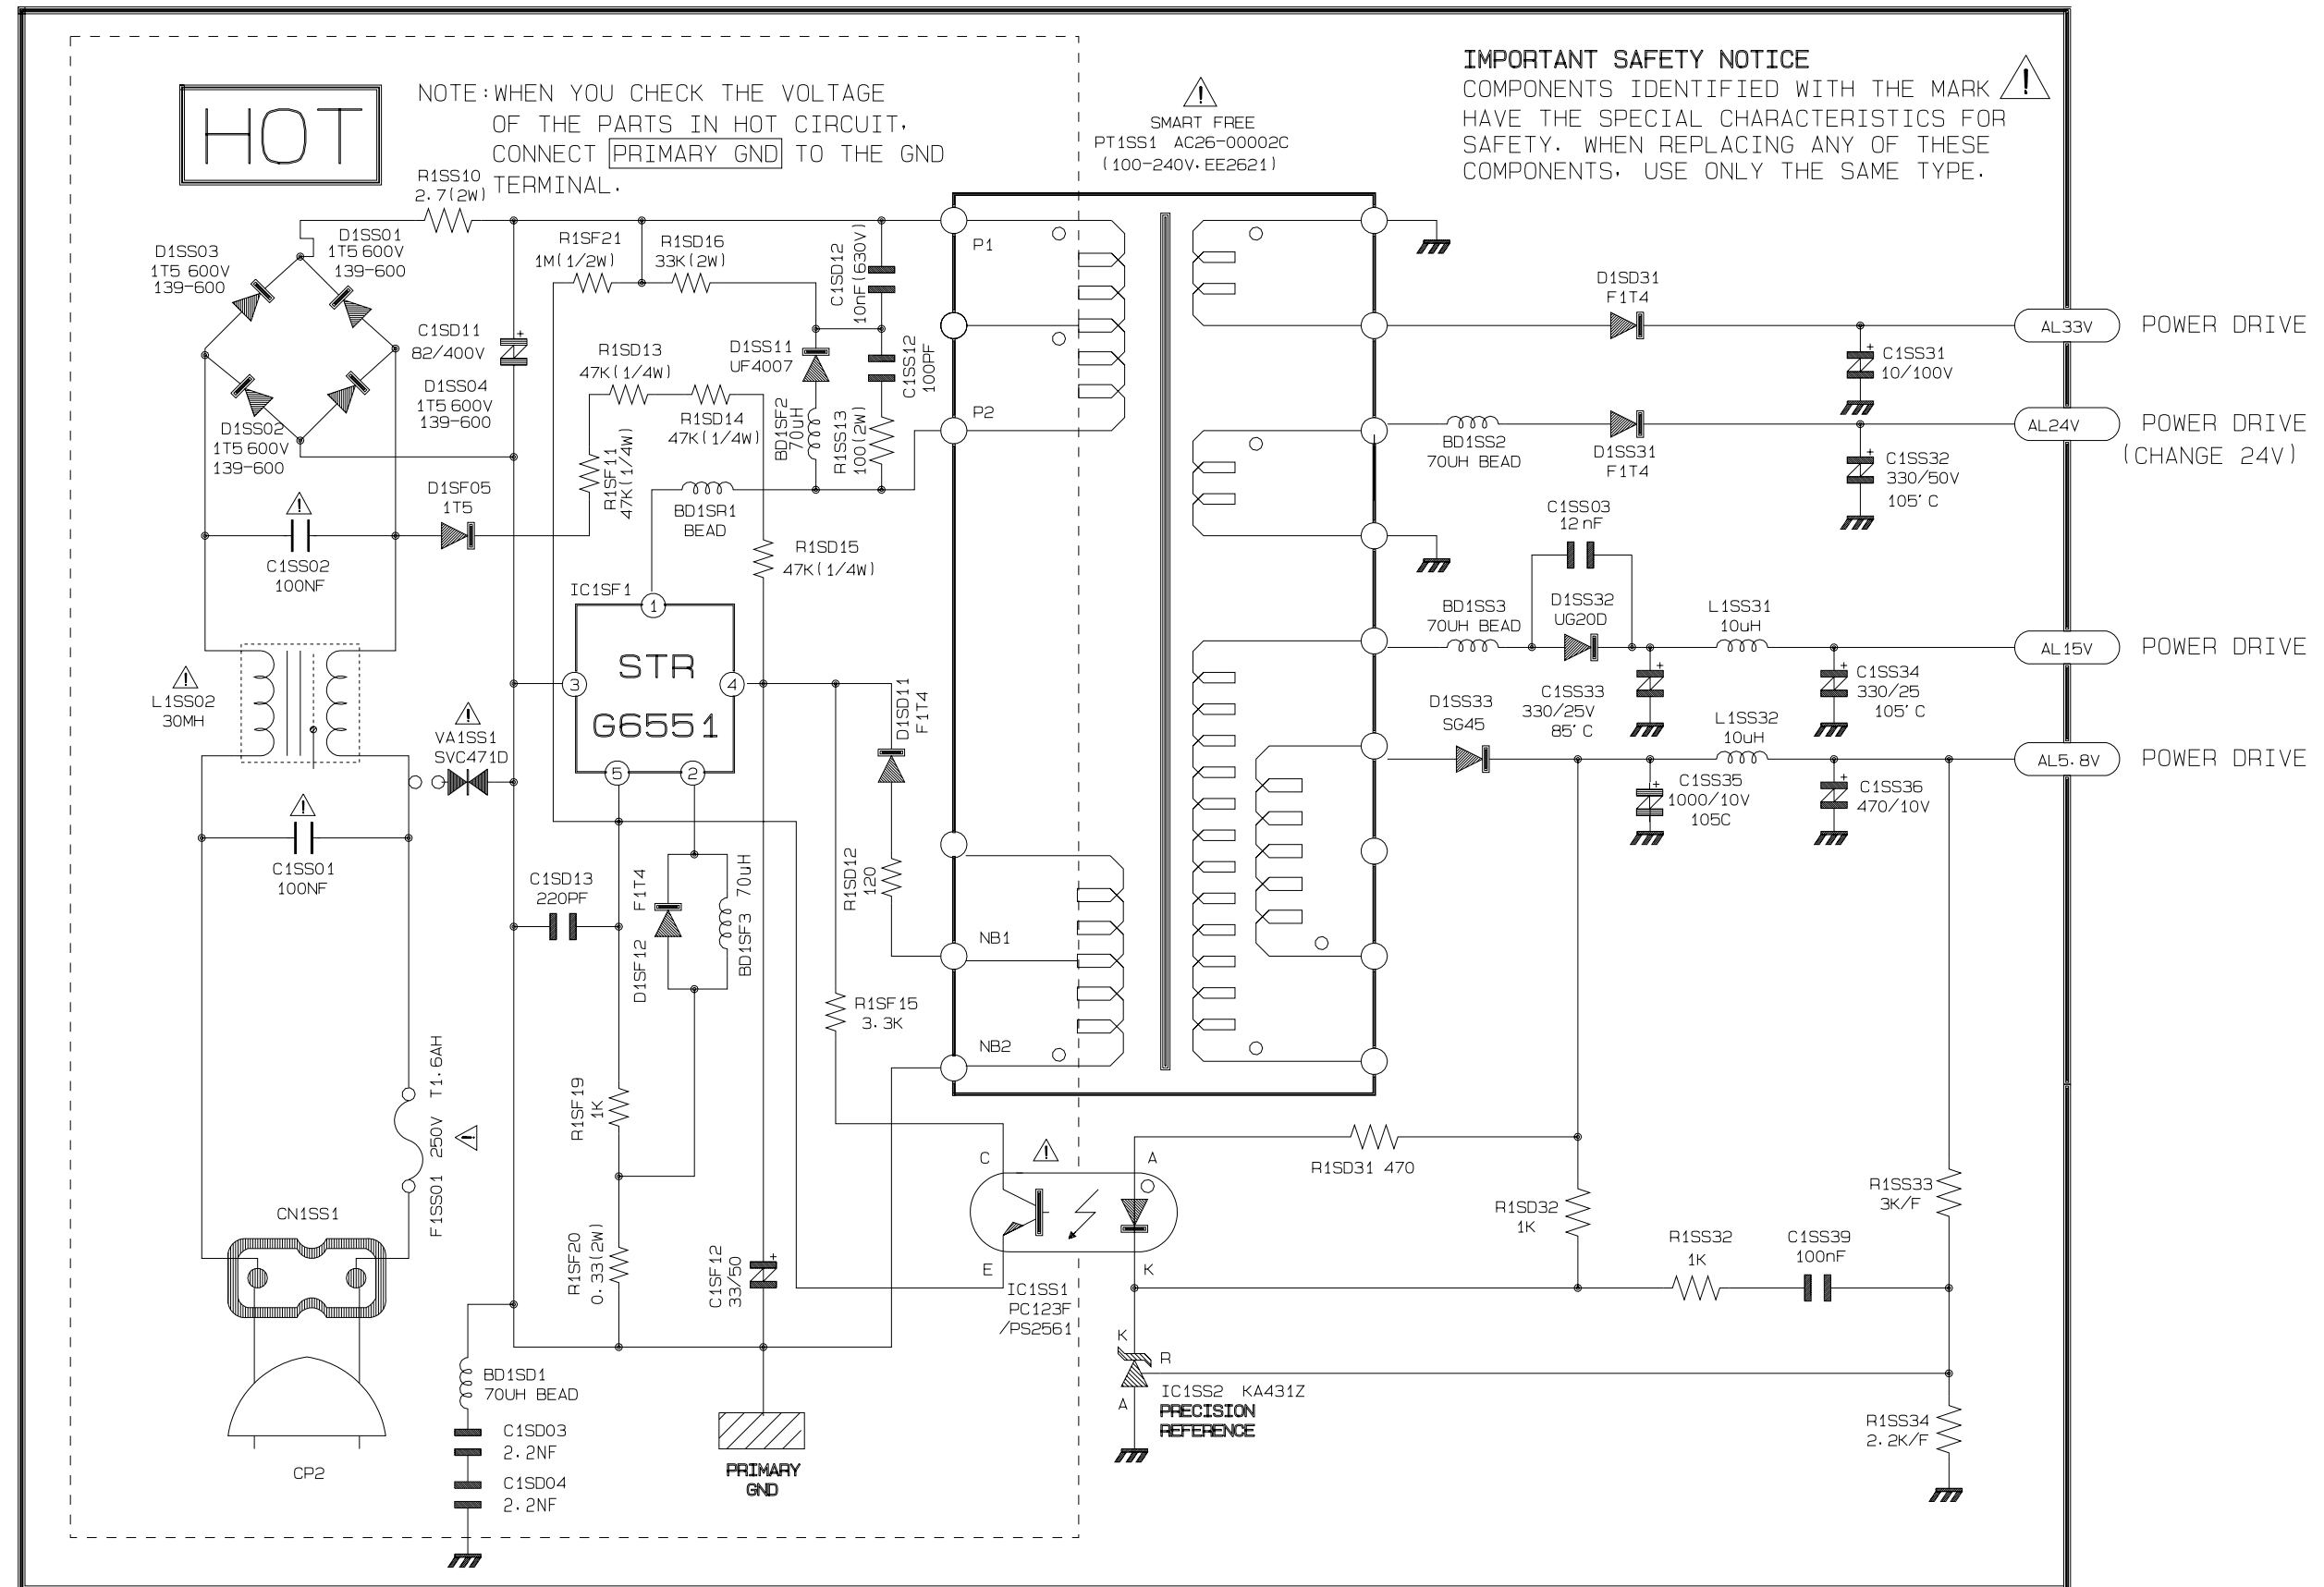 HOT
NOTE:WHEN YOU CHECK THE VOLTAGE
OF THE PARTS IN HOT CIRCUIT,
CONNECT PRIMARY GND TO THE GND
TERMINAL.
IMPORTANT SAFETY NOTICE
COMPONENTS IDENTIFIED WITH THE MARK !
HAVE THE SPECIAL CHARACTERISTICS FOR
SAFETY. WHEN REPLACING ANY OF THESE
COMPONENTS, USE ONLY THE SAME TYPE.
!
SMART FREE
PT1SS1 AC26-00002C
(100-240V,EE2621)
R1SS10
2.7(2W)
D1SS03
1T5 600V
139-600
D1SS01
1T5 600V
139-600
C1SD11
+
82/400V
D1SS04
1T5 600V
139-600
D1SS02
1T5 600V
139-600
R1SF21
1M(1/2W)
R1SD16
33K(2W)
C1SD12
10nF(630V)
R1SD13
47K(1/4W)
D1SS11
UF4007
C1SS12
100PF
R1SD14
47K(1/4W)
BD1SF2
70uH
R1SS13
100(2W)
R1SF11
47K(1/4W)
D1SF05
1T5
BD1SR1
BEAD
R1SD15
47K(1/4W)
!
C1SS02
100NF
IC1SF1
1
STR
G6551
3
4
5
2
!
L1SS02
30MH
!
VA1SS1
SVC471D
!
C1SS01
100NF
D1SD11
F1T4
R1SD12
120
C1SD13
220PF
F1T4
D1SF12
70uH
BD1SF3
R1SF15
3.3K
R1SF19
1K
F1SS01 250V T1.6AH
!
CN1SS1
CP2
R1SF20
0.33(2W)
C1SF12
33/50
+
BD1SD1
70UH BEAD
C1SD03
2.2NF
C1SD04
2.2NF
PRIMARY
GND
P1
P2
NB1
NB2
D1SD31
F1T4
AL33V POWER DRIVE
+
C1SS31
10/100V
BD1SS2
70UH BEAD
D1SS31
F1T4
AL24V POWER DRIVE
(CHANGE 24V)
+
C1SS32
330/50V
105'C
C1SS03
12nF
BD1SS3
70UH BEAD
D1SS32
UG20D
L1SS31
10uH
AL15V POWER DRIVE
+
C1SS33
330/25V
85'C
+
C1SS34
330/25
105'C
D1SS33
SG45
L1SS32
10uH
AL5.8V POWER DRIVE
+
C1SS35
1000/10V
105C
+
C1SS36
470/10V
C
!
A
E
K
IC1SS1
PC123F
/PS2561
R1SD31 470
R1SD32
1K
R1SS33
3K/F
R1SS32
1K
C1SS39
100nF
K
R
A
IC1SS2 KA431Z
PRECISION
REFERENCE
R1SS34
2.2K/F